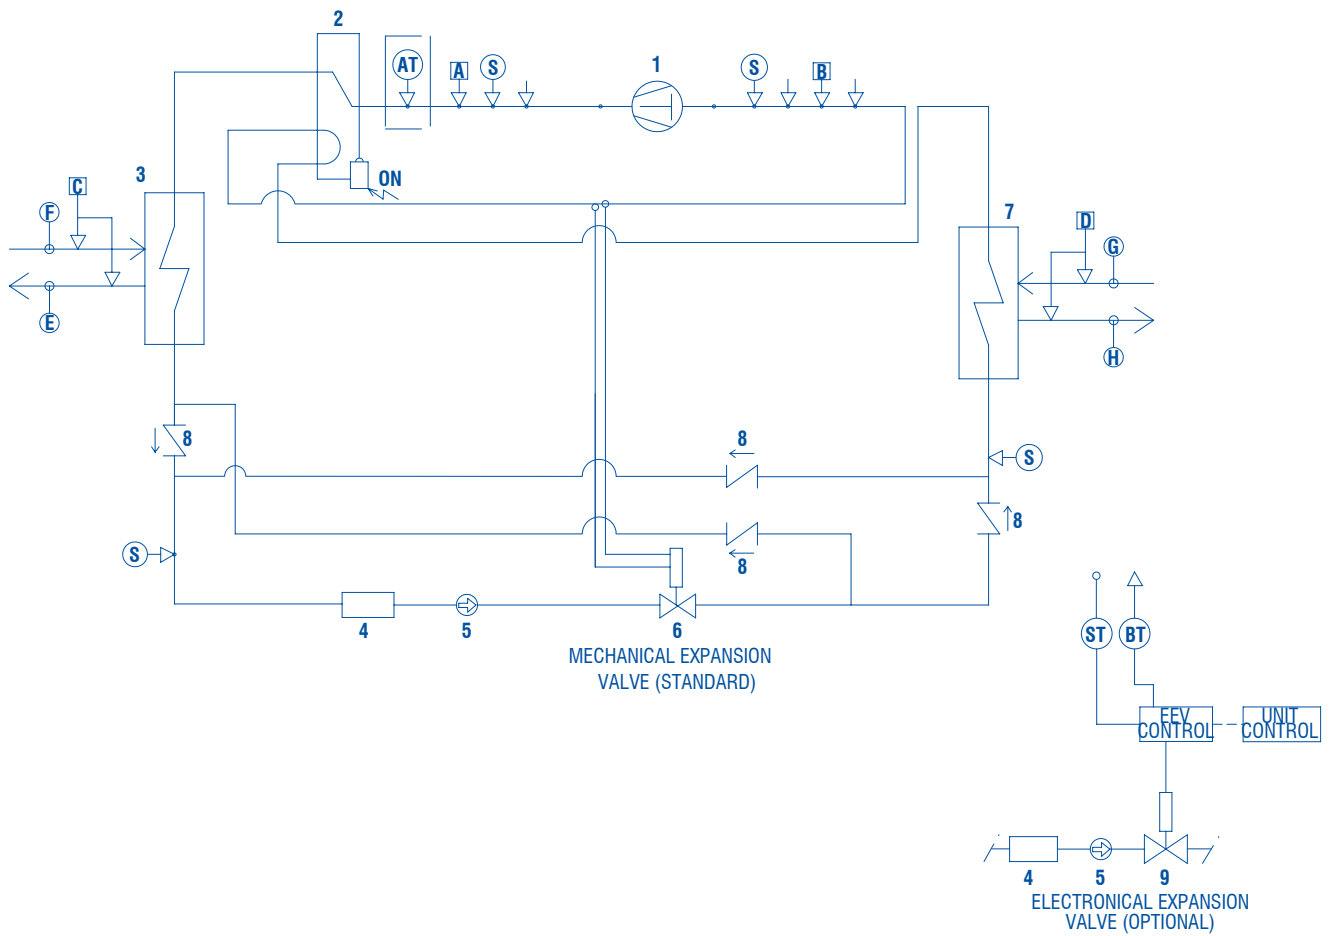 2
AT
A
S
1
S
B
3
C
ON
F
7
D
G
E
H
8
8
S
8
S
8
4
5
6
MECHANICAL EXPANSION
VALVE (STANDARD)
ST
BT
EEV
CONTROL
UNIT
CONTROL
4
5
9
ELECTRONICAL EXPANSION
VALVE (OPTIONAL)